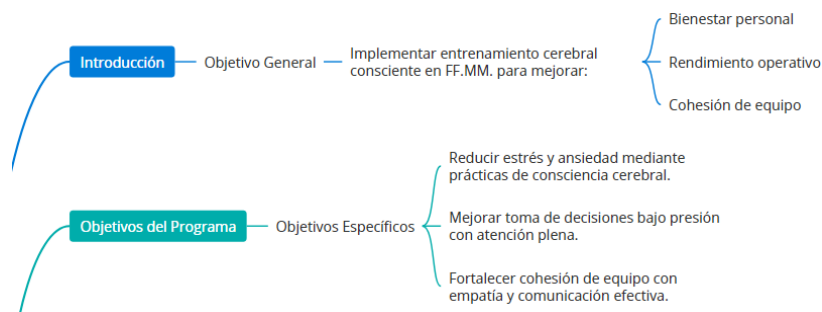 Introducción
Objetivo General
Implementar entrenamiento cerebral
consciente en FF.MM. para mejorar:
Bienestar personal
Rendimiento operativo
Cohesión de equipo
Objetivos del Programa
Objetivos Específicos
Reducir estrés y ansiedad mediante
prácticas de consciencia cerebral.
Mejorar toma de decisiones bajo presión
con atención plena.
Fortalecer cohesión de equipo con
empatía y comunicación efectiva.